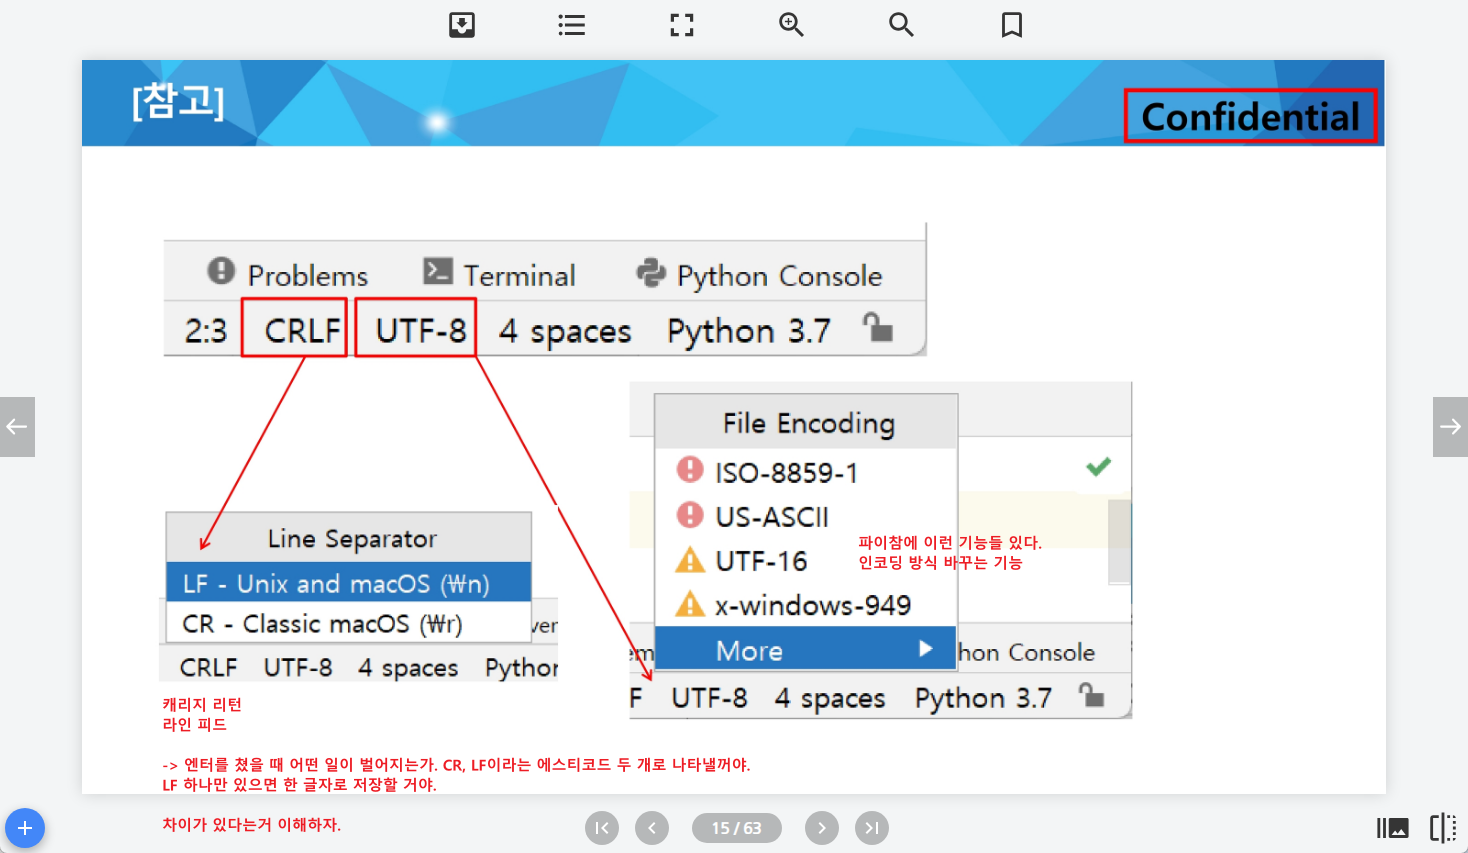 [참고]
Confidential
Problems Terminal Python Console
2:3 CRLF UTF-8 4 spaces Python 3.7
File Encoding
ISO-8859-1
US-ASCII
UTF-16
x-windows-949
More
hon Console
F UTF-8 4 spaces Python 3.7
파이참에 이런 기능들 있다.
인코딩 방식 바꾸는 기능
Line Separator
LF - Unix and macOS (₩n)
CR - Classic macOS (₩r)
ver
CRLF UTF-8 4 spaces Python
캐리지 리턴
라인 피드
-> 엔터를 쳤을 때 어떤 일이 벌어지는가. CR, LF이라는 에스티코드 두 개로 나타낼꺼야.
LF 하나만 있으면 한 글자로 저장할 거야.
차이가 있다는거 이해하자.
15 / 63